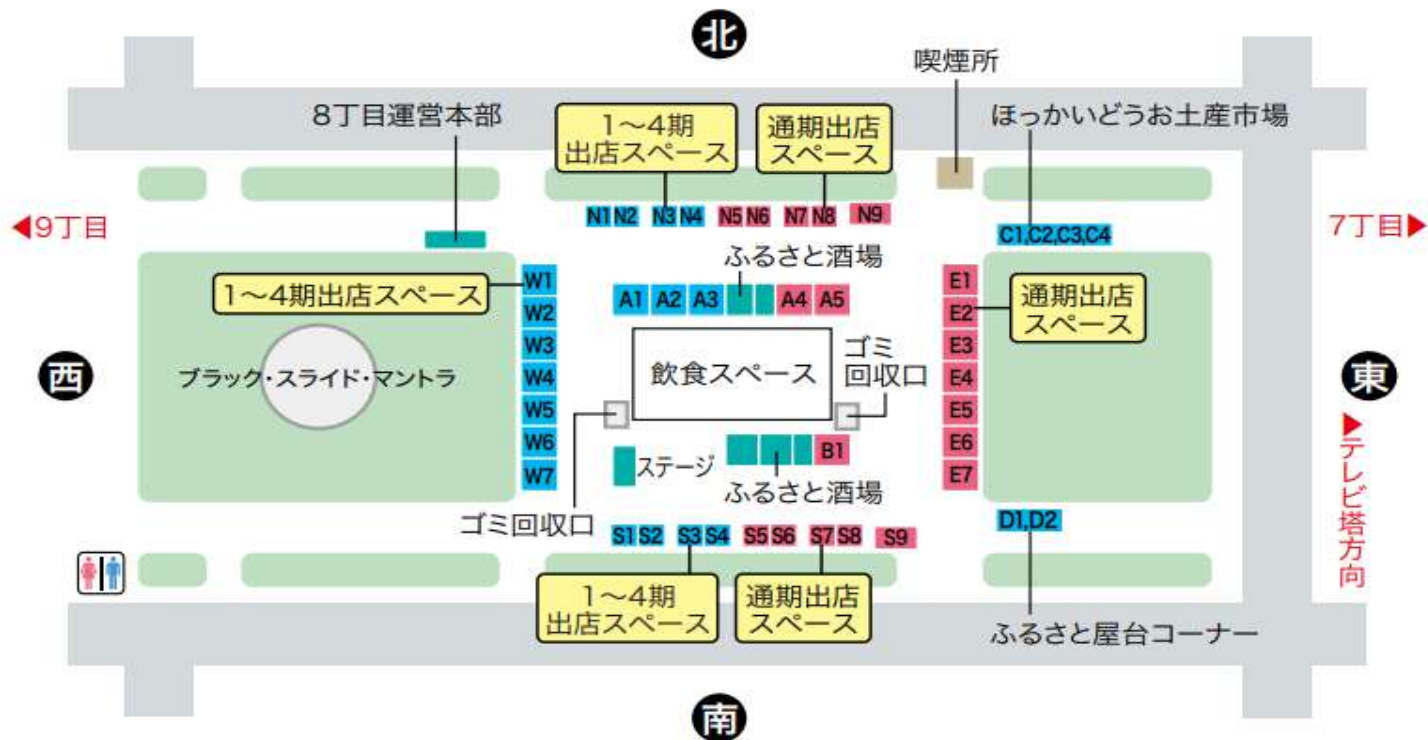 北
喫煙所
8丁目運営本部
1～4期
出店スペース
通期出店
スペース
ほっかいどうお土産市場
◀9丁目
7丁目▶
N1 N2 N3 N4 N5 N6 N7 N8 N9
C1,C2,C3,C4
ふるさと酒場
1～4期出店スペース
W1
W2
W3
W4
W5
W6
W7
A1 A2 A3 A4 A5
E1
E2
E3
E4
E5
E6
E7
通期出店
スペース
西
ブラック・スライド・マントラ
飲食スペース
ゴミ
回収口
東
▶テレビ塔方向
ステージ
B1
ふるさと酒場
ゴミ回収口
S1 S2 S3 S4 S5 S6 S7 S8 S9
D1,D2
1～4期
出店スペース
通期出店
スペース
ふるさと屋台コーナー
南